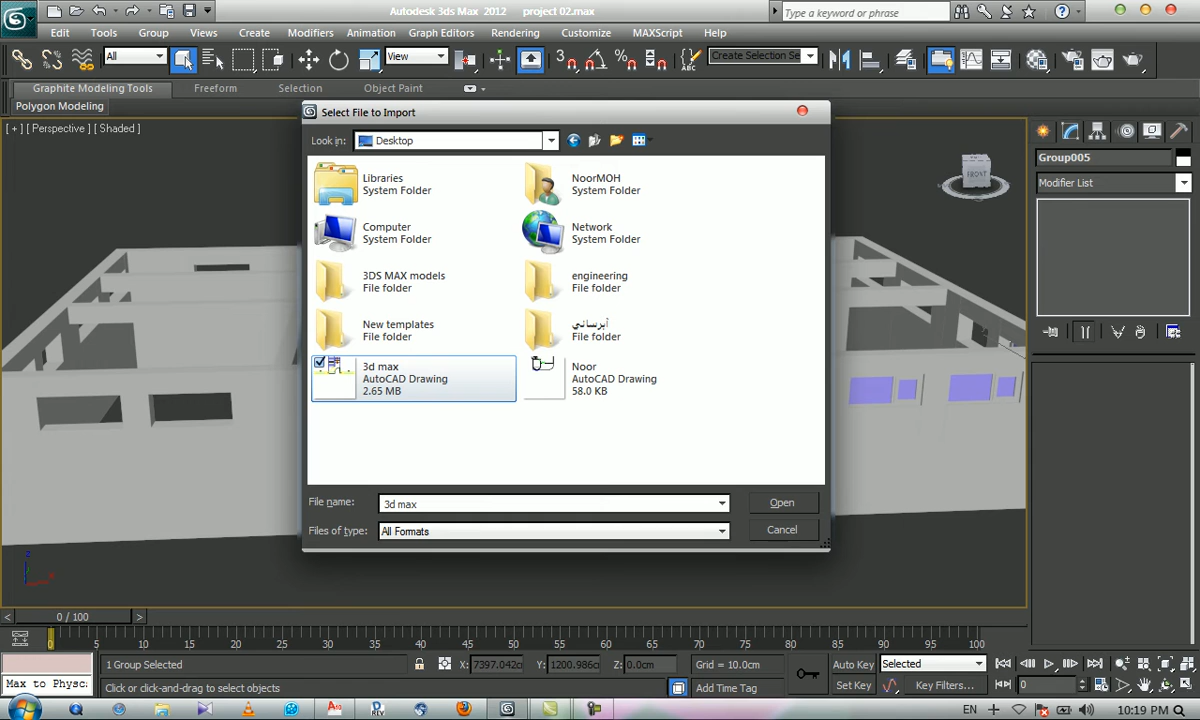 Autodesk 3ds Max 2012 project 02.max
Type a keyword or phrase
Edit Tools Group Views Create Modifiers Animation Graph Editors Rendering Customize MAXScript Help
All
View
Create Selection Se
Graphite Modeling Tools Freeform Selection Object Paint
Polygon Modeling
[ + ] [ Perspective ] [ Shaded ]
FRONT
Select File to Import
Look in: Desktop
Libraries
System Folder
NoorMOH
System Folder
Computer
System Folder
Network
System Folder
3DS MAX models
File folder
engineering
File folder
New templates
File folder
أبرساني
File folder
3d max
AutoCAD Drawing
2.65 MB
Noor
AutoCAD Drawing
58.0 KB
File name: 3d max Open
Files of type: All Formats Cancel
Group005
Modifier List
z
x
< 0 / 100 >
0 5 10 15 20 25 30 35 40 45 50 55 60 65 70 75 80 85 90 95 100
1 Group Selected X: 7397.042c Y: 1200.986c Z: 0.0cm Grid = 10.0cm Auto Key Selected
Max to Physc
Click or click-and-drag to select objects Add Time Tag Set Key Key Filters... 0
EN 10:19 PM